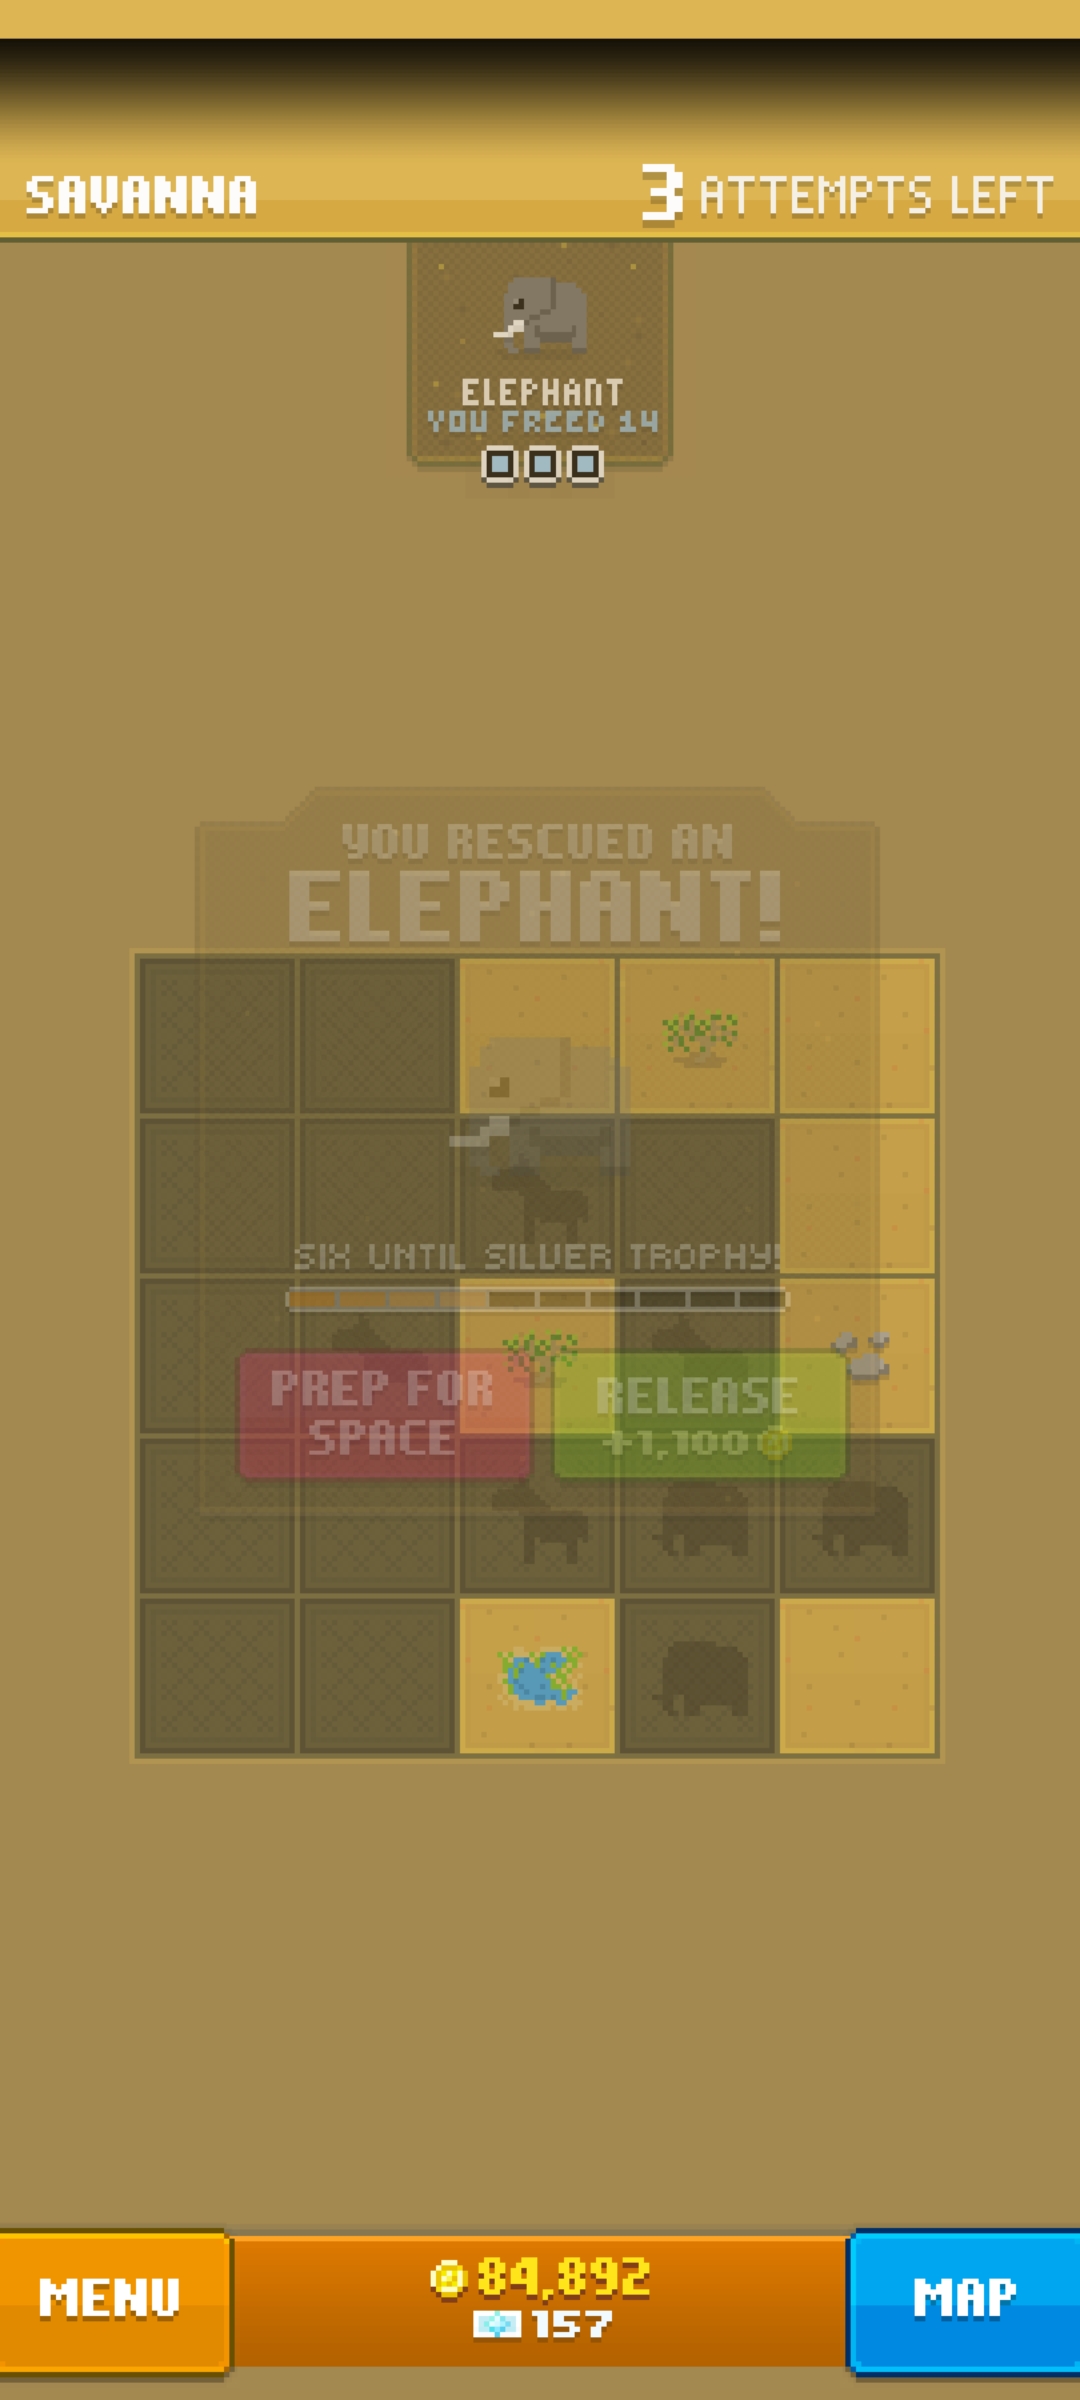 SAVANNA
3 ATTEMPTS LEFT
ELEPHANT
YOU FREED 14
YOU RESCUED AN
ELEPHANT!
SIX UNTIL SILVER TROPHY!
PREP FOR
SPACE
RELEASE
+1,100
MENU
84,892
157
MAP